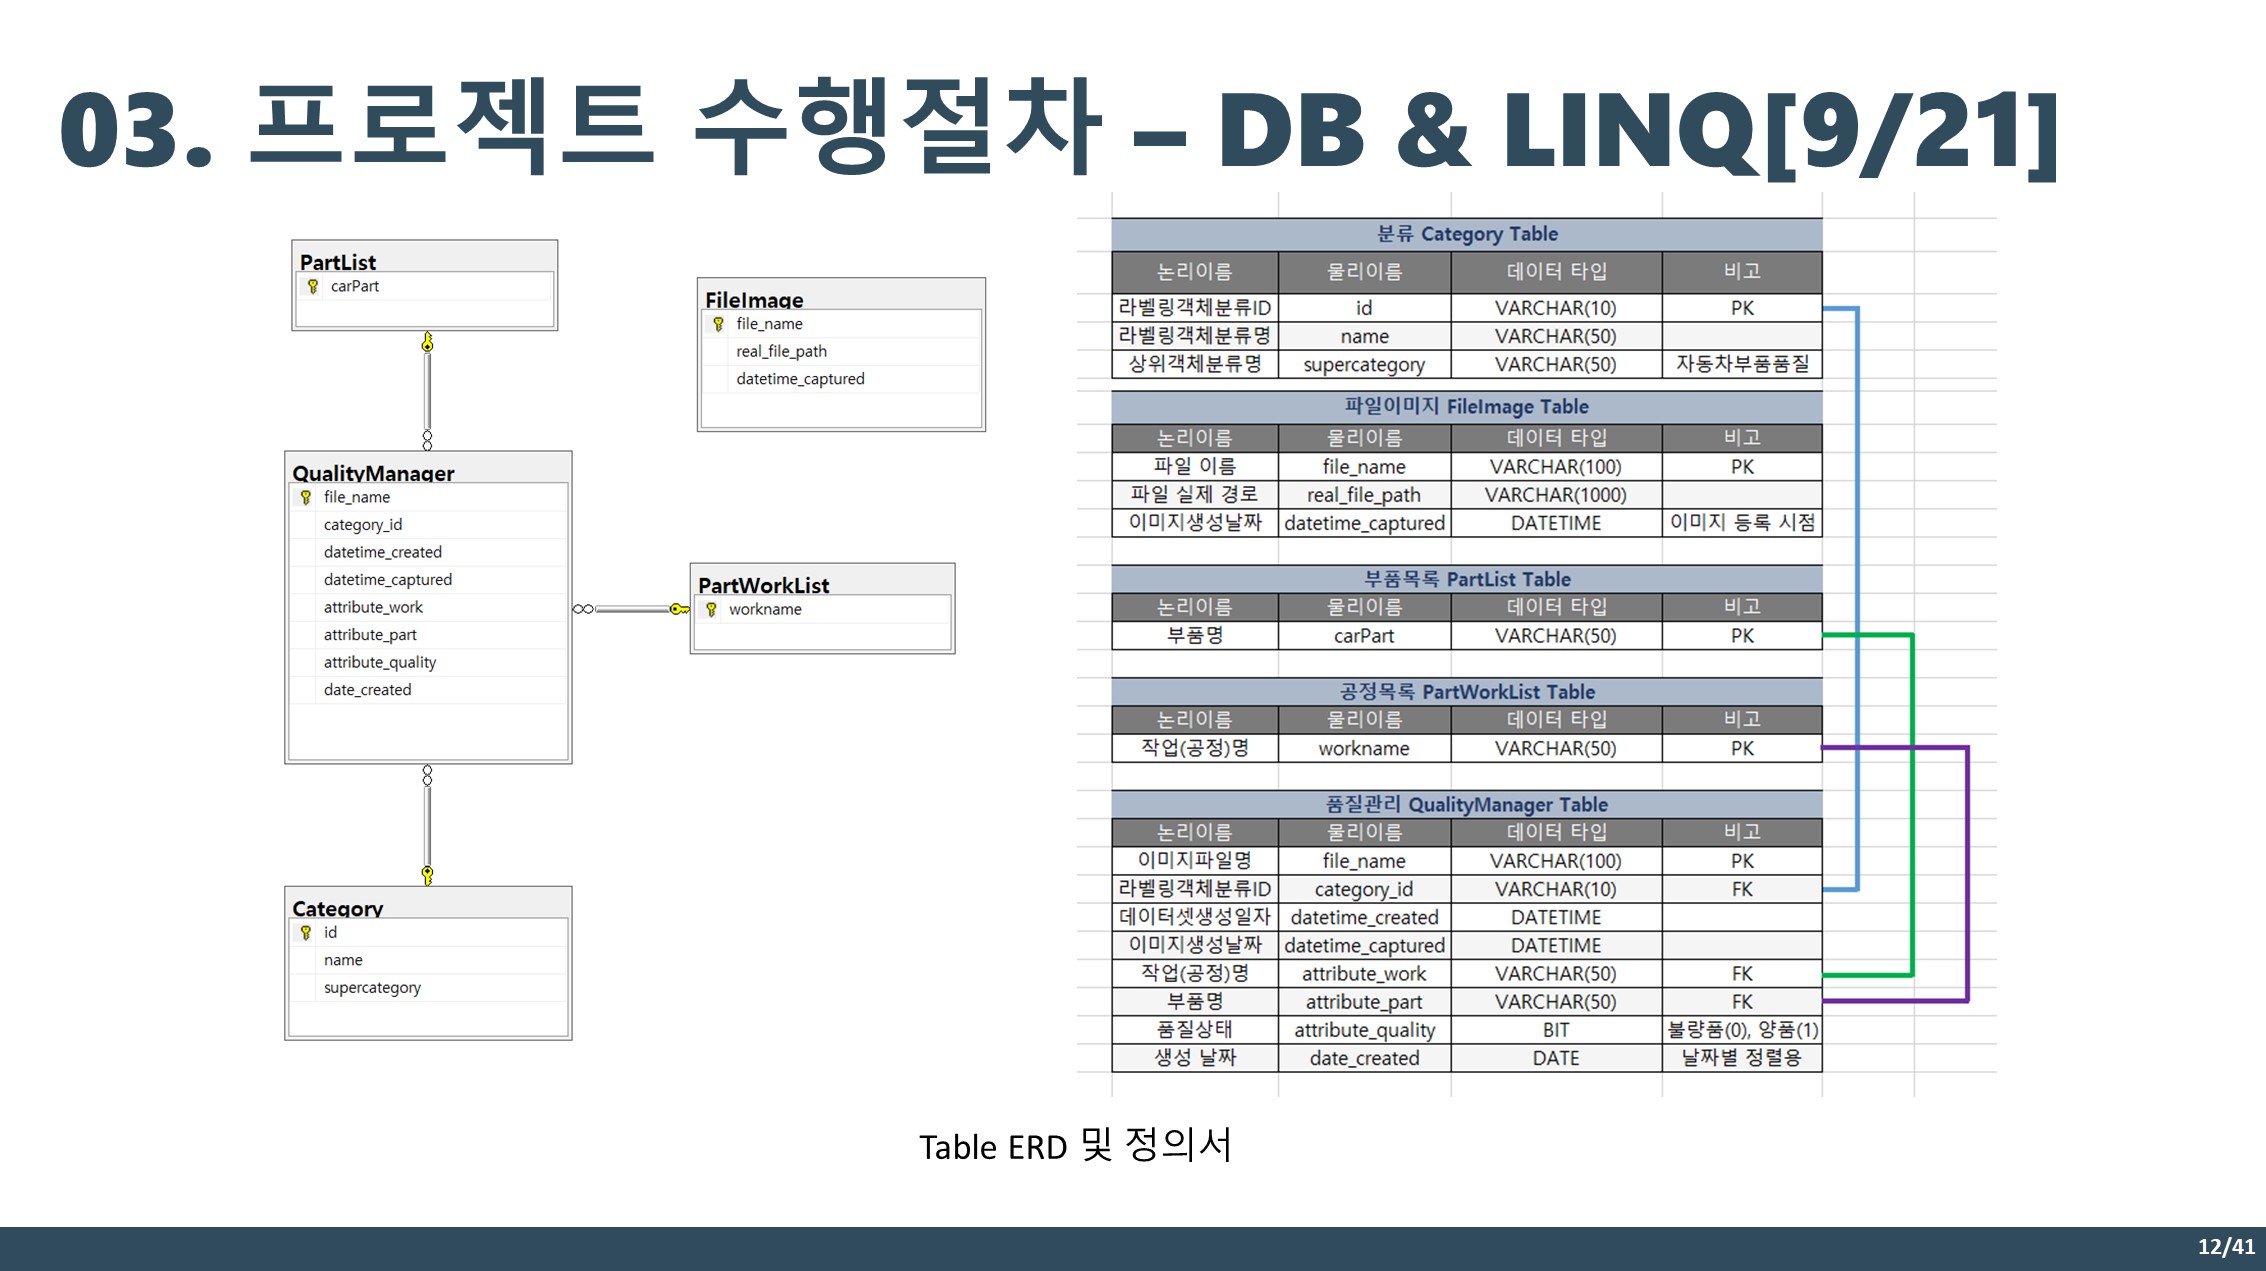 03. 프로젝트 수행절차 – DB & LINQ[9/21]
PartList
carPart
FileImage
file_name
real_file_path
datetime_captured
QualityManager
file_name
category_id
datetime_created
datetime_captured
attribute_work
attribute_part
attribute_quality
date_created
PartWorkList
workname
Category
id
name
supercategory
분류 Category Table
논리이름 물리이름 데이터 타입 비고
라벨링객체분류ID id VARCHAR(10) PK
라벨링객체분류명 name VARCHAR(50)
상위객체분류명 supercategory VARCHAR(50) 자동차부품품질
파일이미지 FileImage Table
논리이름 물리이름 데이터 타입 비고
파일 이름 file_name VARCHAR(100) PK
파일 실제 경로 real_file_path VARCHAR(1000)
이미지생성날짜 datetime_captured DATETIME 이미지 등록 시점
부품목록 PartList Table
논리이름 물리이름 데이터 타입 비고
부품명 carPart VARCHAR(50) PK
공정목록 PartWorkList Table
논리이름 물리이름 데이터 타입 비고
작업(공정)명 workname VARCHAR(50) PK
품질관리 QualityManager Table
논리이름 물리이름 데이터 타입 비고
이미지파일명 file_name VARCHAR(100) PK
라벨링객체분류ID category_id VARCHAR(10) FK
데이터셋생성일자 datetime_created DATETIME
이미지생성날짜 datetime_captured DATETIME
작업(공정)명 attribute_work VARCHAR(50) FK
부품명 attribute_part VARCHAR(50) FK
품질상태 attribute_quality BIT 불량품(0), 양품(1)
생성 날짜 date_created DATE 날짜별 정렬용
Table ERD 및 정의서
12/41